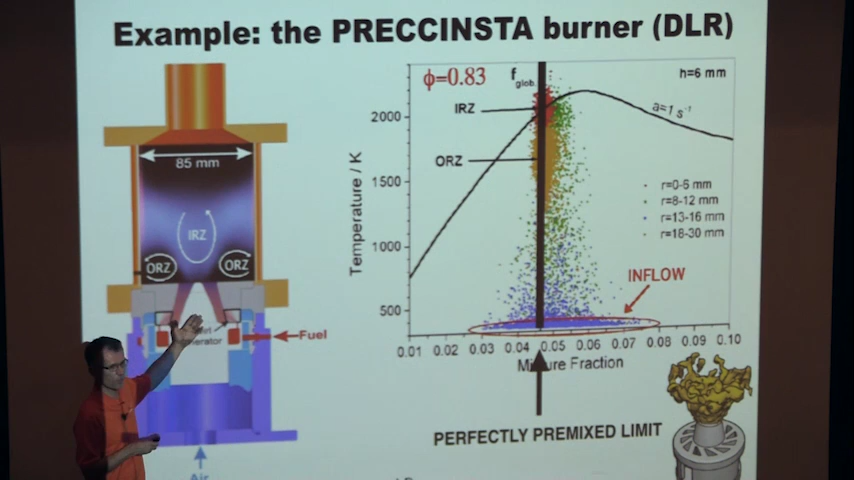 Example: the PRECCINSTA burner (DLR)
85 mm
IRZ
ORZ
ORZ
Fuel
Air
ϕ=0.83
f glob.
h=6 mm
IRZ
a=1 s⁻¹
ORZ
r=0-6 mm
r=8-12 mm
r=13-16 mm
r=18-30 mm
INFLOW
Temperature / K
2000
1500
1000
500
0.01 0.02 0.03 0.04 0.05 0.06 0.07 0.08 0.09 0.10
Fraction
PERFECTLY PREMIXED LIMIT